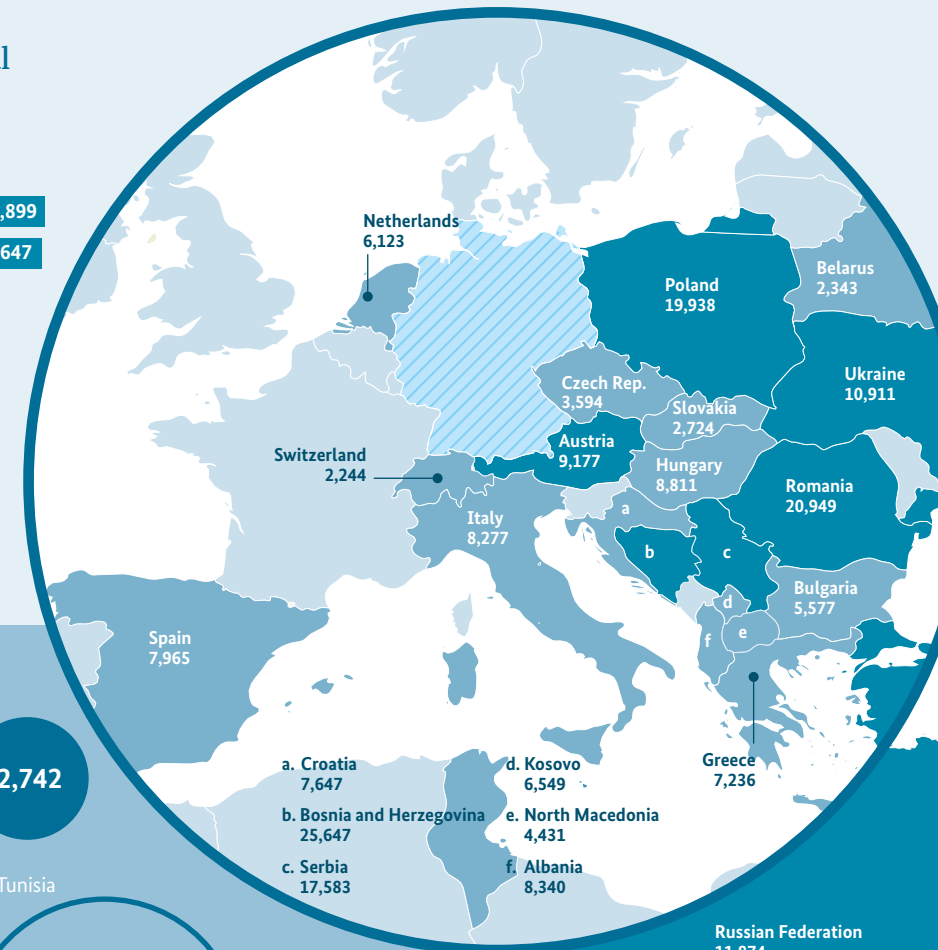 l
,899
647
Netherlands
6,123
Poland
19,938
Belarus
2,343
Ukraine
10,911
Czech Rep.
3,594
Slovakia
2,724
Austria
9,177
Hungary
8,811
Switzerland
2,244
Romania
20,949
Italy
8,277
a
b
c
d
e
f
Bulgaria
5,577
Spain
7,965
Greece
7,236
2,742
Tunisia
a. Croatia
7,647
b. Bosnia and Herzegovina
25,647
c. Serbia
17,583
d. Kosovo
6,549
e. North Macedonia
4,431
f. Albania
8,340
Russian Federation